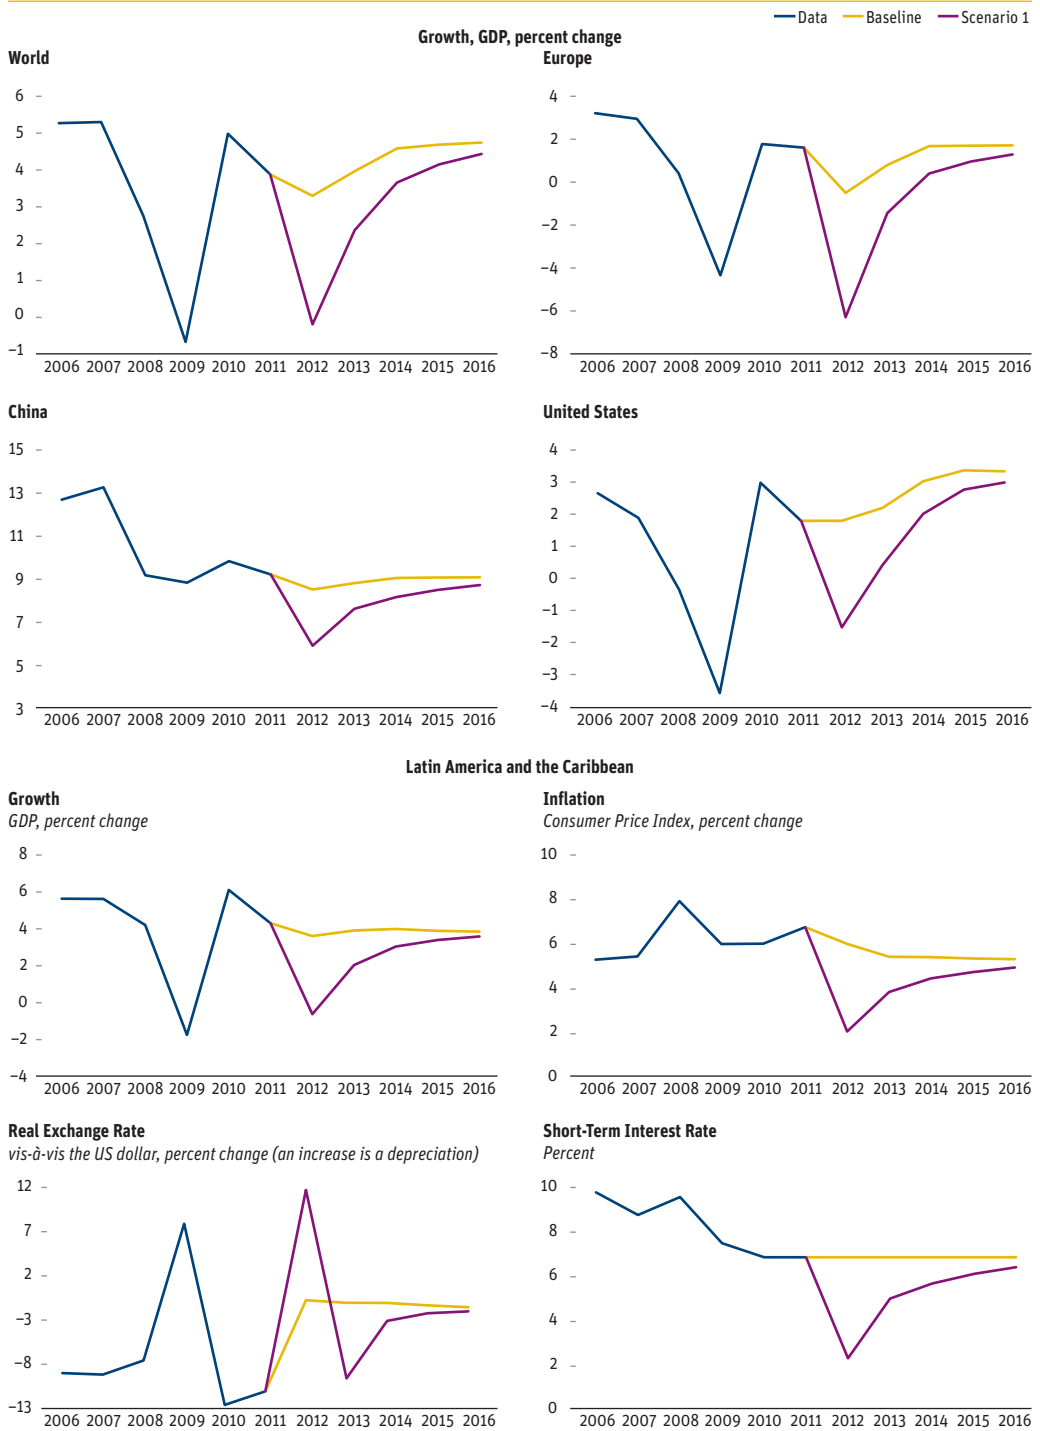 Data Baseline Scenario 1
Growth, GDP, percent change
World
6
5
4
3
2
1
0
−1
2006 2007 2008 2009 2010 2011 2012 2013 2014 2015 2016
Europe
4
2
0
−2
−4
−6
−8
2006 2007 2008 2009 2010 2011 2012 2013 2014 2015 2016
China
15
13
11
9
7
5
3
2006 2007 2008 2009 2010 2011 2012 2013 2014 2015 2016
United States
4
3
2
1
0
−1
−2
−3
−4
2006 2007 2008 2009 2010 2011 2012 2013 2014 2015 2016
Latin America and the Caribbean
Growth
GDP, percent change
8
6
4
2
0
−2
−4
2006 2007 2008 2009 2010 2011 2012 2013 2014 2015 2016
Inflation
Consumer Price Index, percent change
10
8
6
4
2
0
2006 2007 2008 2009 2010 2011 2012 2013 2014 2015 2016
Real Exchange Rate
vis-à-vis the US dollar, percent change (an increase is a depreciation)
12
7
2
−3
−8
−13
2006 2007 2008 2009 2010 2011 2012 2013 2014 2015 2016
Short-Term Interest Rate
Percent
10
8
6
4
2
0
2006 2007 2008 2009 2010 2011 2012 2013 2014 2015 2016